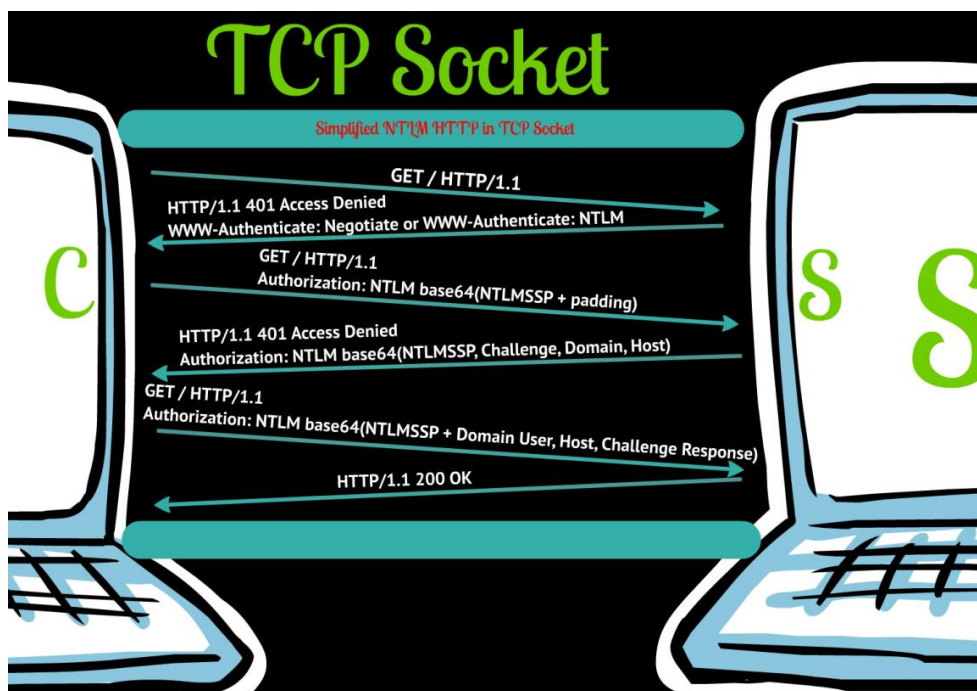 TCP Socket
Simplified NTLM HTTP in TCP Socket
GET / HTTP/1.1
HTTP/1.1 401 Access Denied
WWW-Authenticate: Negotiate or WWW-Authenticate: NTLM
GET / HTTP/1.1
Authorization: NTLM base64(NTLMSSP + padding)
HTTP/1.1 401 Access Denied
Authorization: NTLM base64(NTLMSSP, Challenge, Domain, Host)
GET / HTTP/1.1
Authorization: NTLM base64(NTLMSSP + Domain User, Host, Challenge Response)
HTTP/1.1 200 OK
C
S
S